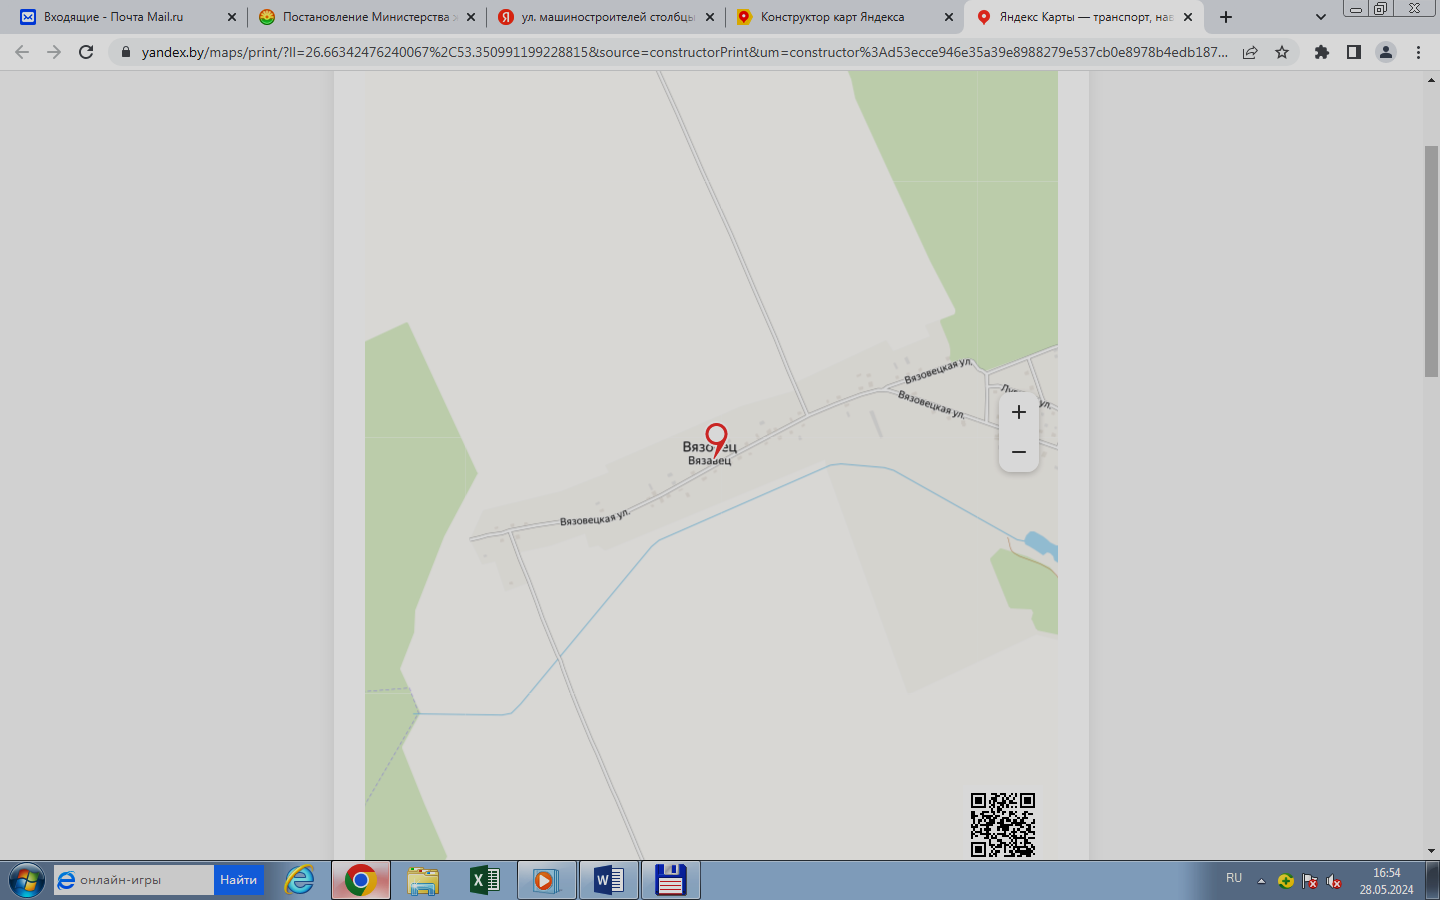 Входящие - Почта Mail.ru
Постановление Министерства
ул. машиностроителей столбцы
Конструктор карт Яндекса
Яндекс Карты — транспорт, нав
yandex.by/maps/print/?ll=26.66342476240067%2C53.350991199228815&source=constructorPrint&um=constructor%3Ad53ecce946e35a39e8988279e537cb0e8978b4edb187...
Вязовецкая ул.
Вязовецкая ул.
ул.
Вязовец
Вязавец
Вязовецкая ул.
онлайн-игры
Найти
RU
16:54
28.05.2024